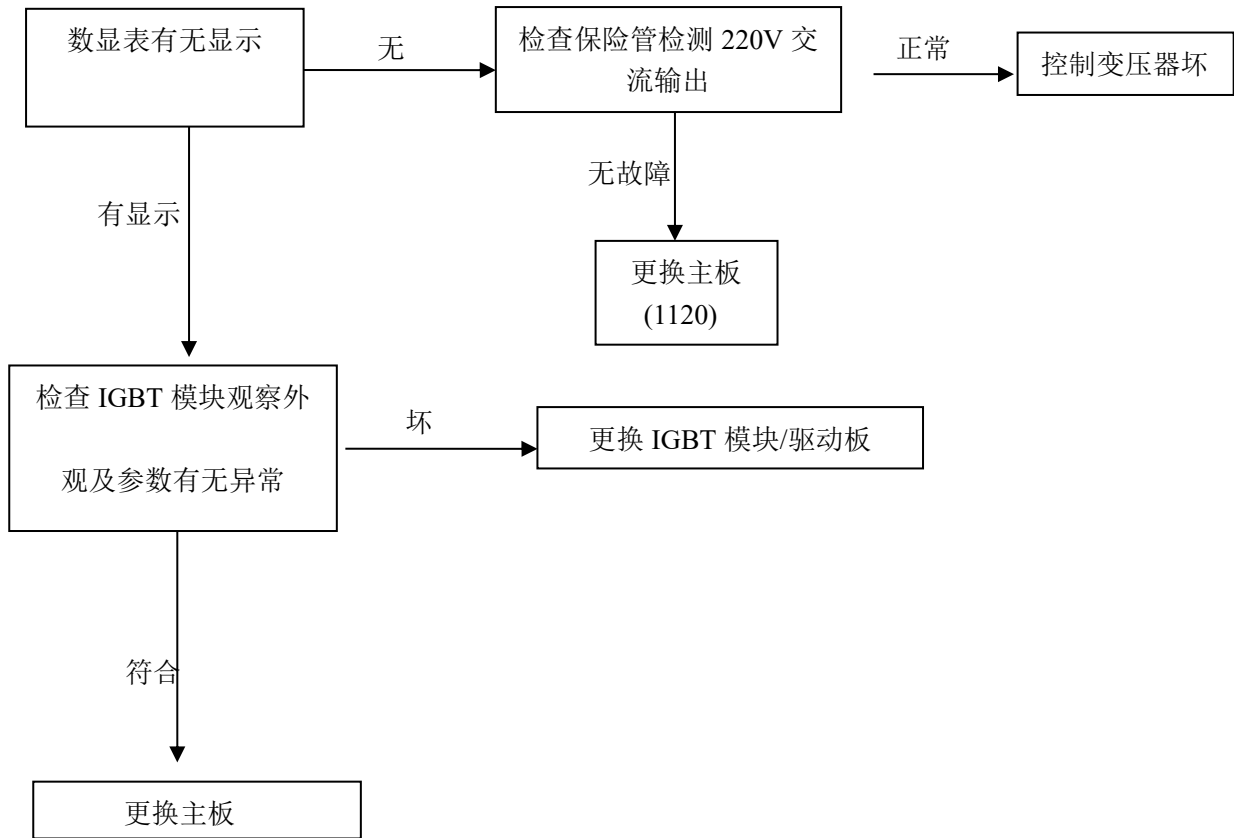 数显表有无显示
无
检查保险管检测 220V 交
流输出
正常
控制变压器坏
有显示
无故障
更换主板
(1120)
检查 IGBT 模块观察外
观及参数有无异常
坏
更换 IGBT 模块/驱动板
符合
更换主板